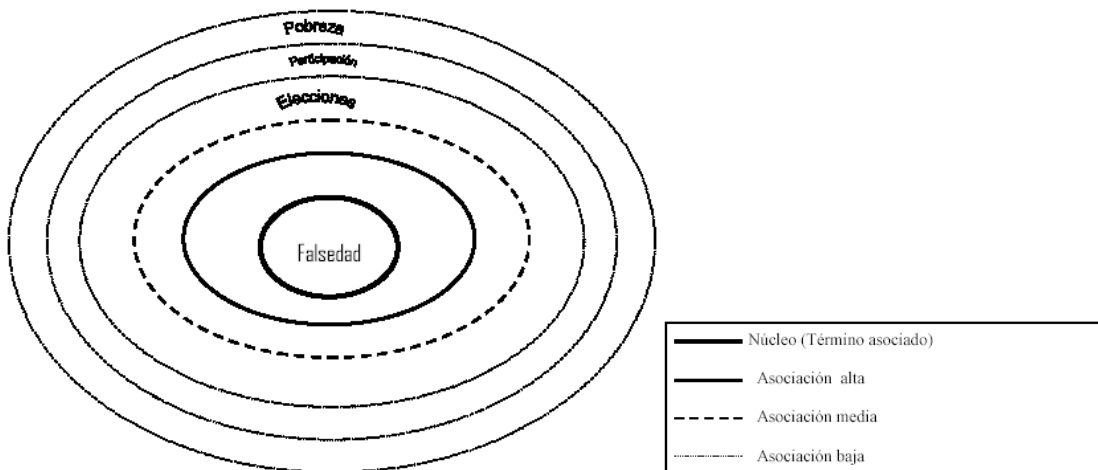 Pobreza
Participación
Elecciones
Falsedad
Núcleo (Término asociado)
Asociación alta
Asociación media
Asociación baja